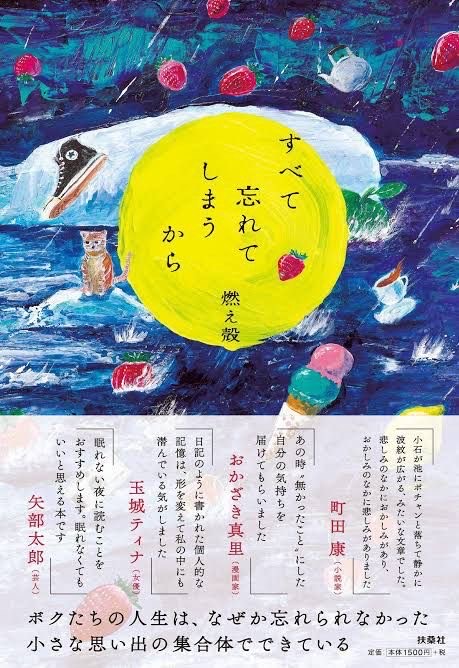 すべて
忘れて
しまう
から
燃え殻
小石が池にポチャンと落ちて静かに
波紋が広がる、みたいな文章でした。
悲しみのなかにおかしみがあり、
おかしみのなかに悲しみがありました
町田 康(小説家)
あの時“無かったこと”にした
自分の気持ちを
届けてもらいました
おかざき真里(漫画家)
日記のように書かれた個人的な
記憶は、形を変えて私の中にも
潜んでいる気がしました
玉城ティナ(女優)
眠れない夜に読むことを
おすすめします。眠れなくても
いいと思える本です
矢部太郎(芸人)
ボクたちの人生は、なぜか忘れられなかった
小さな思い出の集合体でできている
扶桑社
定価 本体1500円 +税